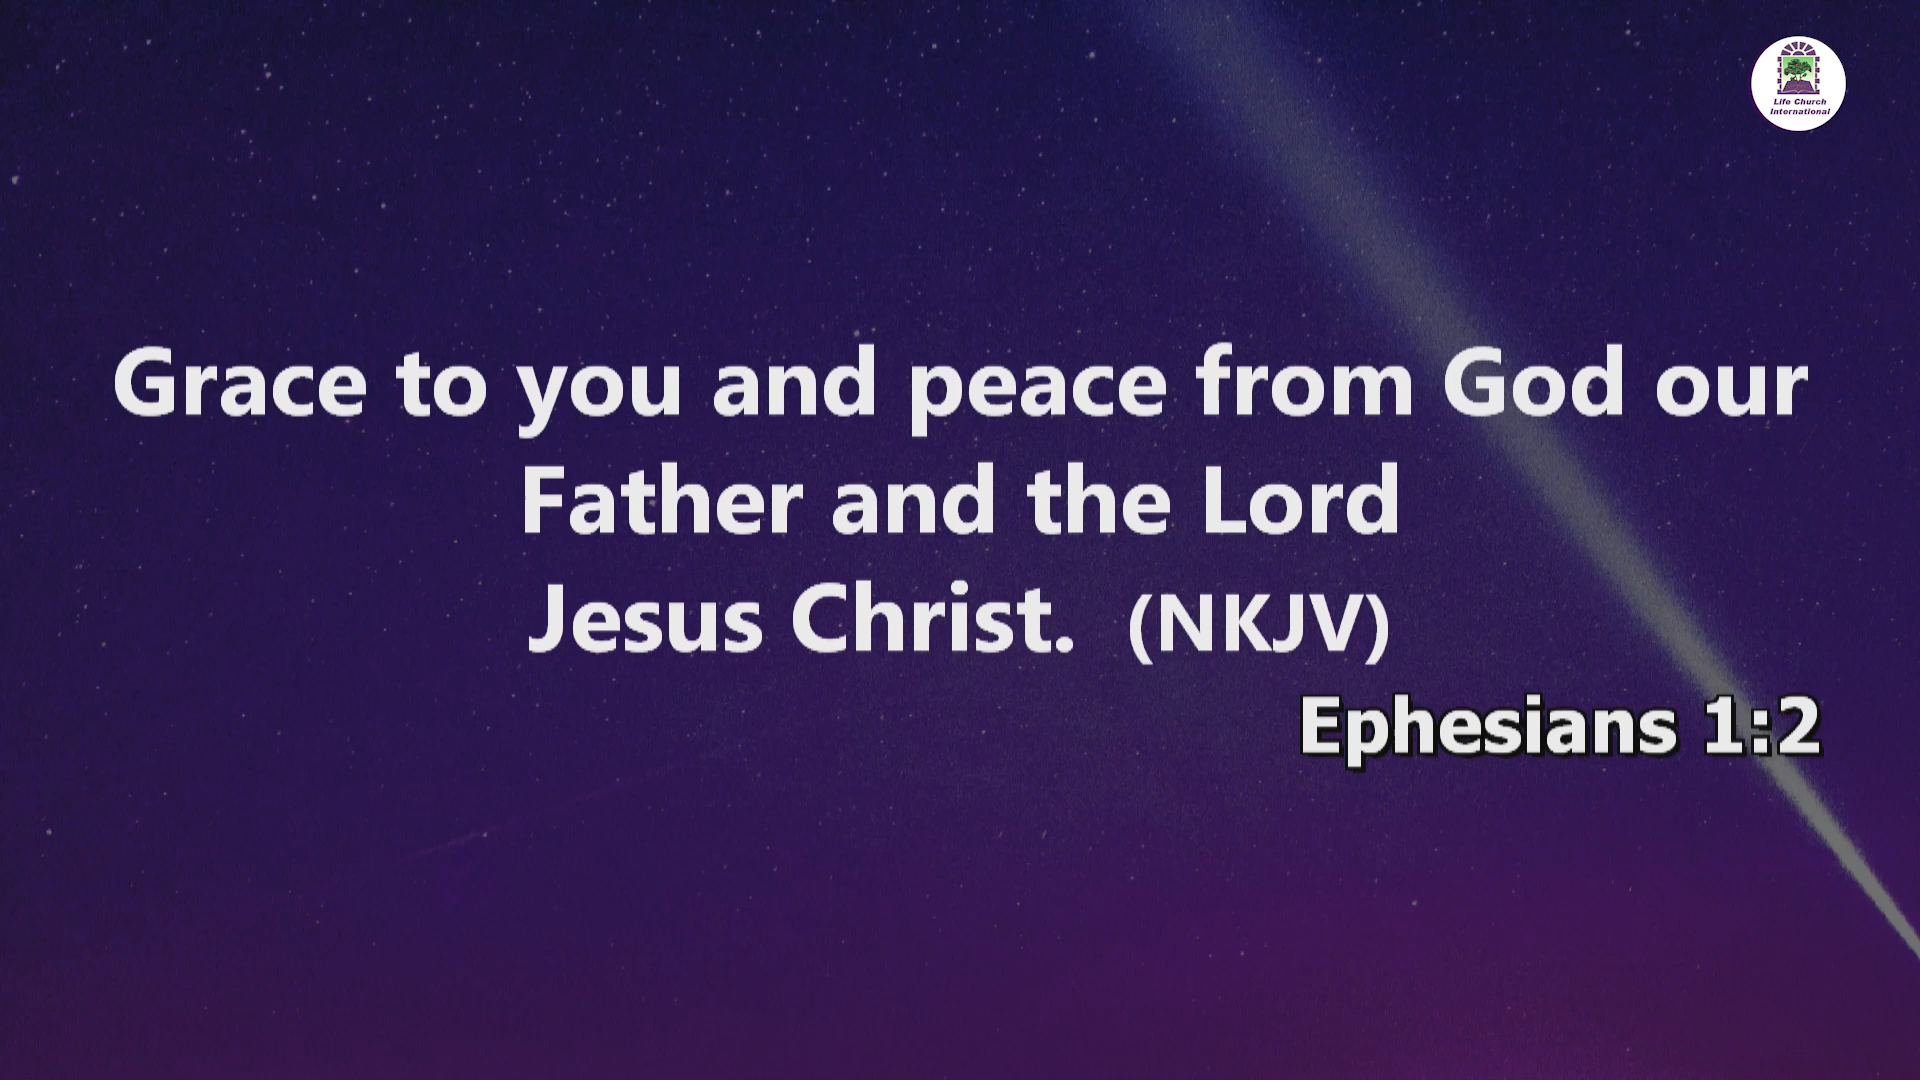 Life Church
International
Grace to you and peace from God our
Father and the Lord
Jesus Christ. (NKJV)
Ephesians 1:2